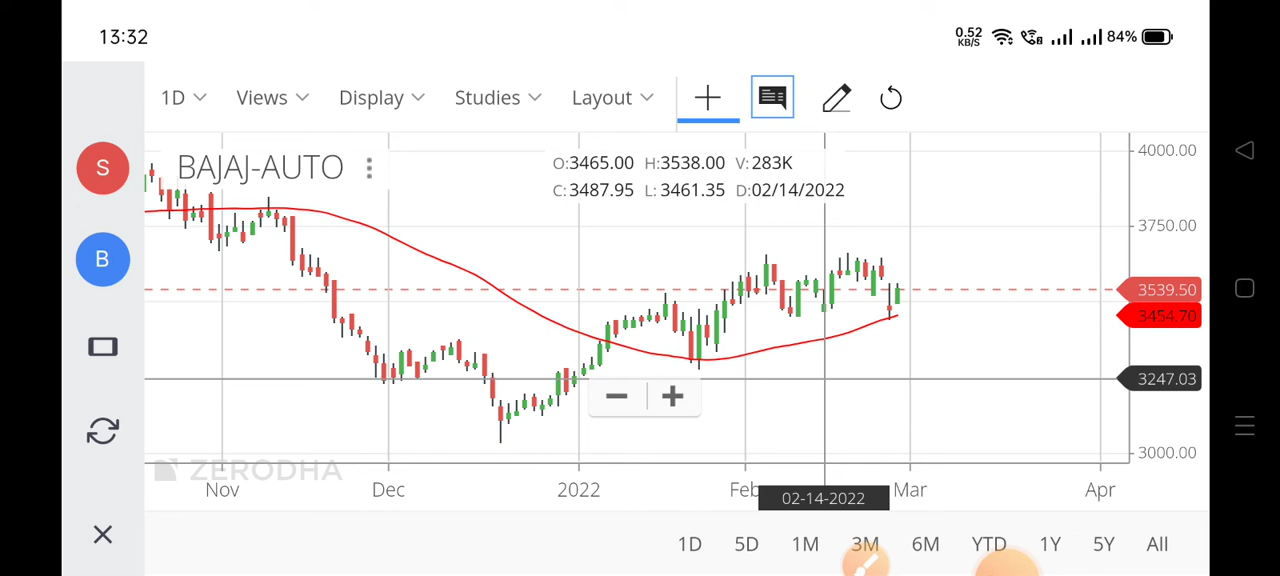 13:32
0.52 KB/S 84%
1D Views Display Studies Layout
S
B
BAJAJ-AUTO
O:3465.00 H:3538.00 V:283K
C:3487.95 L:3461.35 D:02/14/2022
4000.00
3750.00
3539.50
3454.70
3247.03
3000.00
ZERODHA
Nov Dec 2022 Feb Mar Apr
02-14-2022
1D 5D 1M 3M 6M YTD 1Y 5Y All